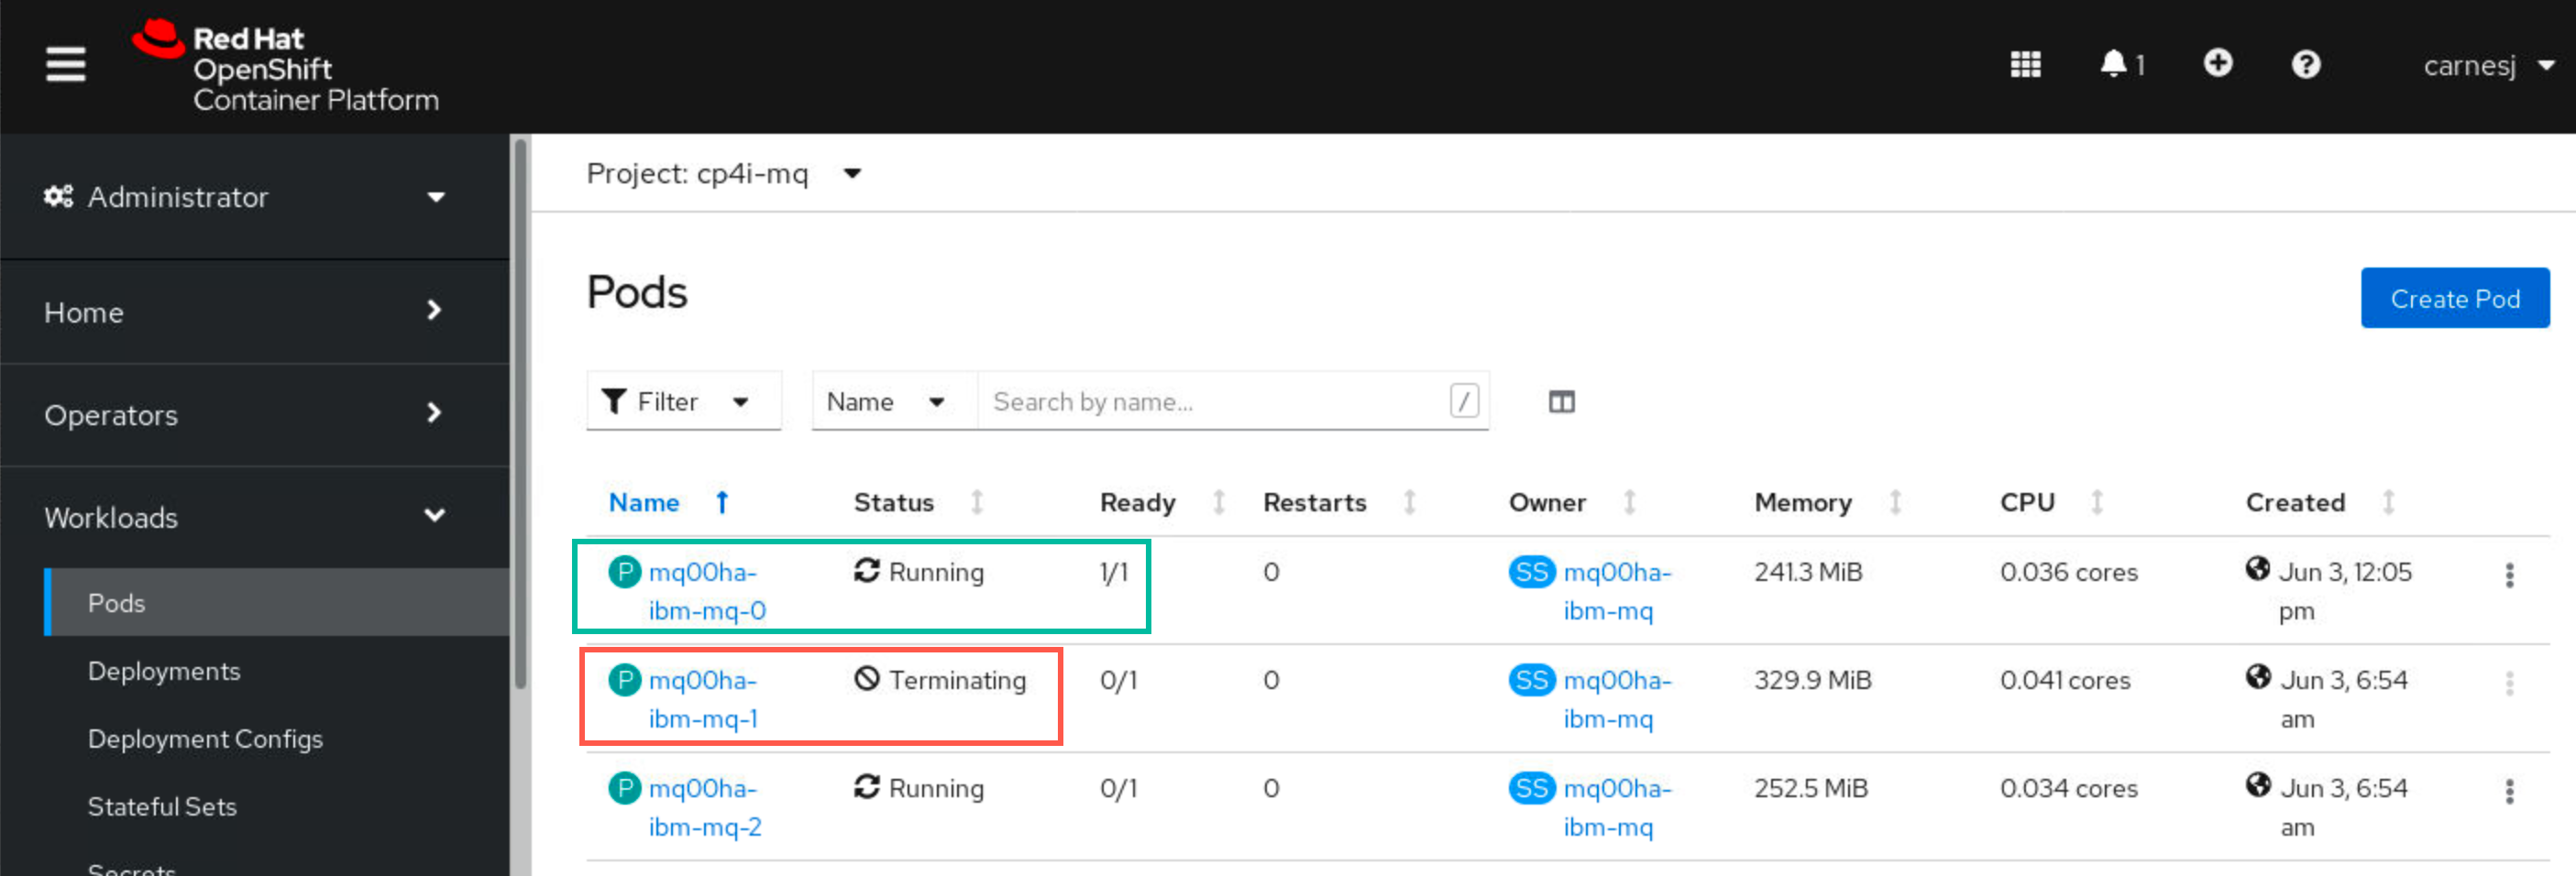 Red Hat
OpenShift
Container Platform
1
carnesj
Administrator
Home
Operators
Workloads
Pods
Deployments
Deployment Configs
Stateful Sets
Secrets
Project: cp4i-mq
Pods
Create Pod
Filter
Name
Search by name...
/
Name Status Ready Restarts Owner Memory CPU Created
P mq00ha- Running 1/1 0 SS mq00ha- 241.3 MiB 0.036 cores Jun 3, 12:05
ibm-mq-0 ibm-mq pm
P mq00ha- Terminating 0/1 0 SS mq00ha- 329.9 MiB 0.041 cores Jun 3, 6:54
ibm-mq-1 ibm-mq am
P mq00ha- Running 0/1 0 SS mq00ha- 252.5 MiB 0.034 cores Jun 3, 6:54
ibm-mq-2 ibm-mq am